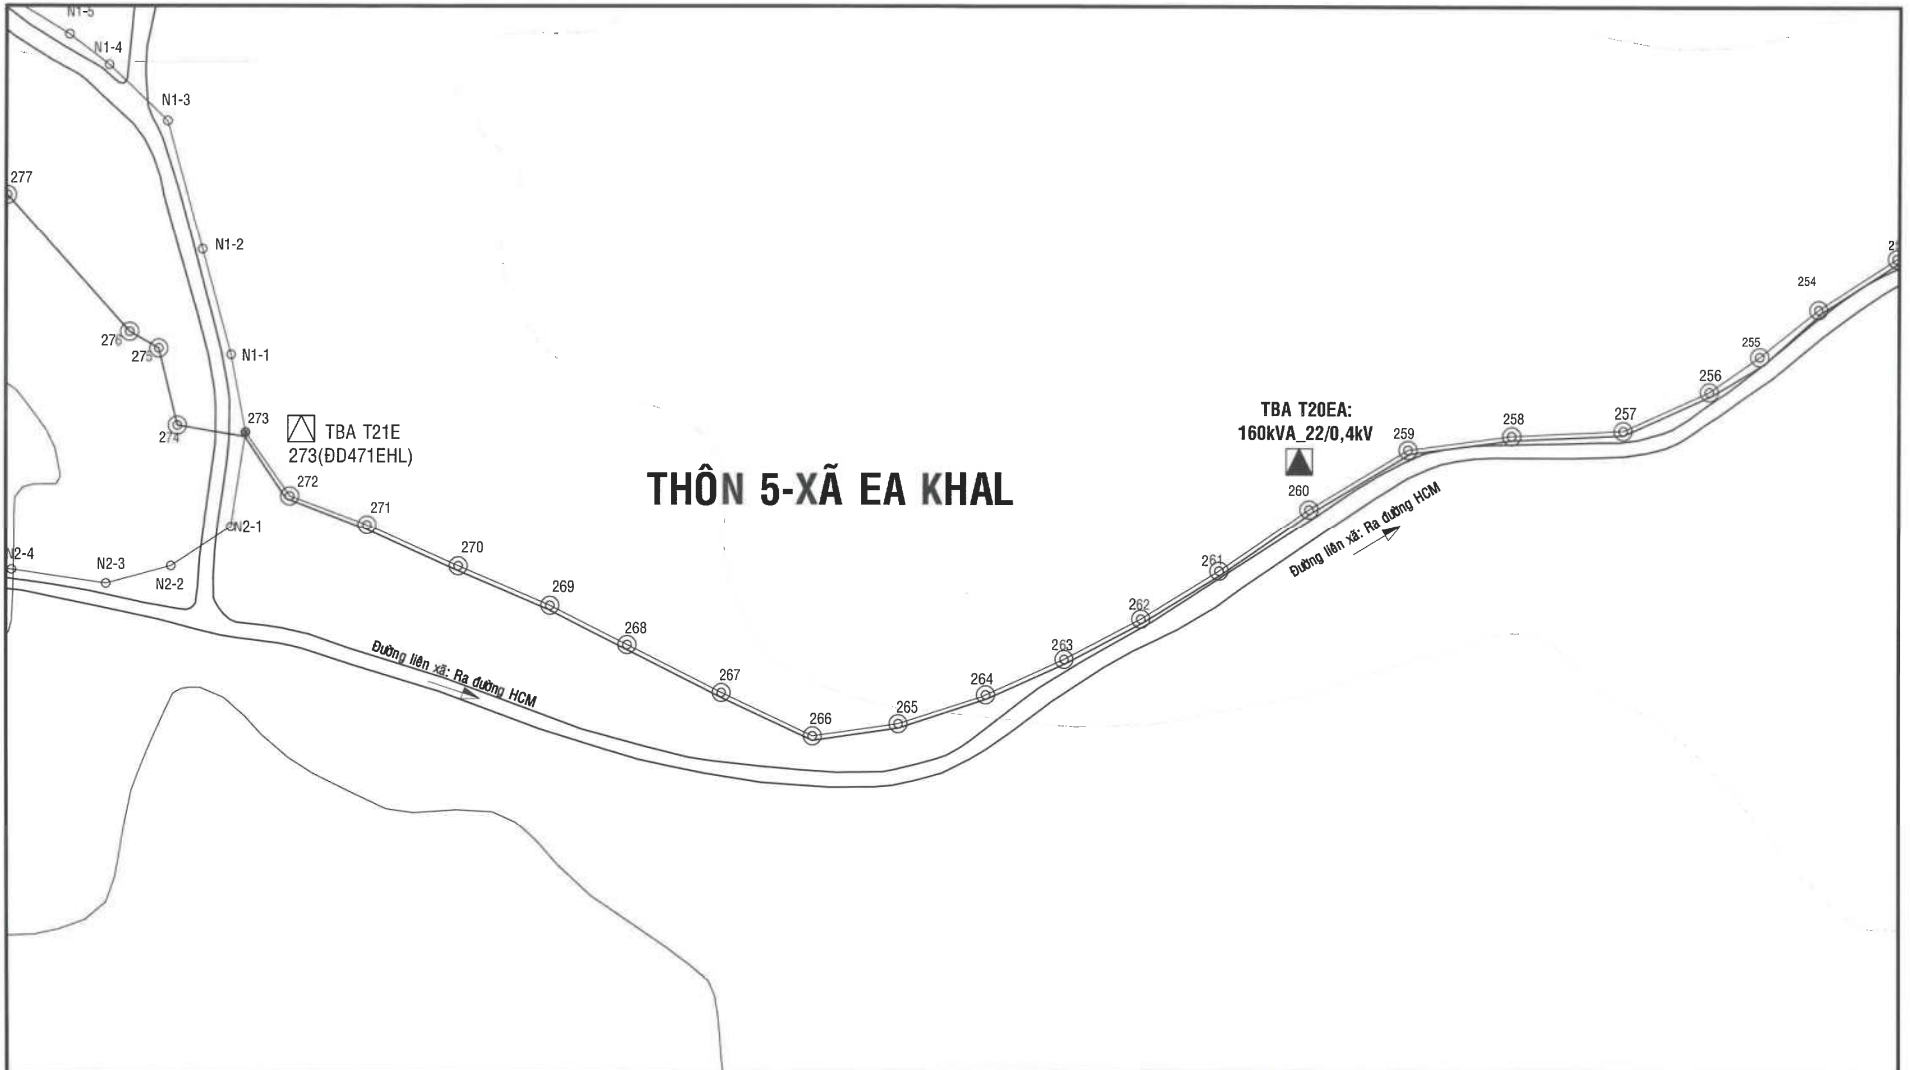 N1-5
N1-4
N1-3
277
N1-2
254
255
276
275
N1-1
256
TBA T20EA:
160kVA_22/0,4kV
259
258
257
274
273
TBA T21E
273(ĐD471EHL)
THÔN 5-XÃ EA KHAL
260
Đường liên xã: Ra đường HCM
272
271
N2-1
270
261
N2-4
N2-3
N2-2
269
262
268
263
Đường liên xã: Ra đường HCM
267
264
266
265